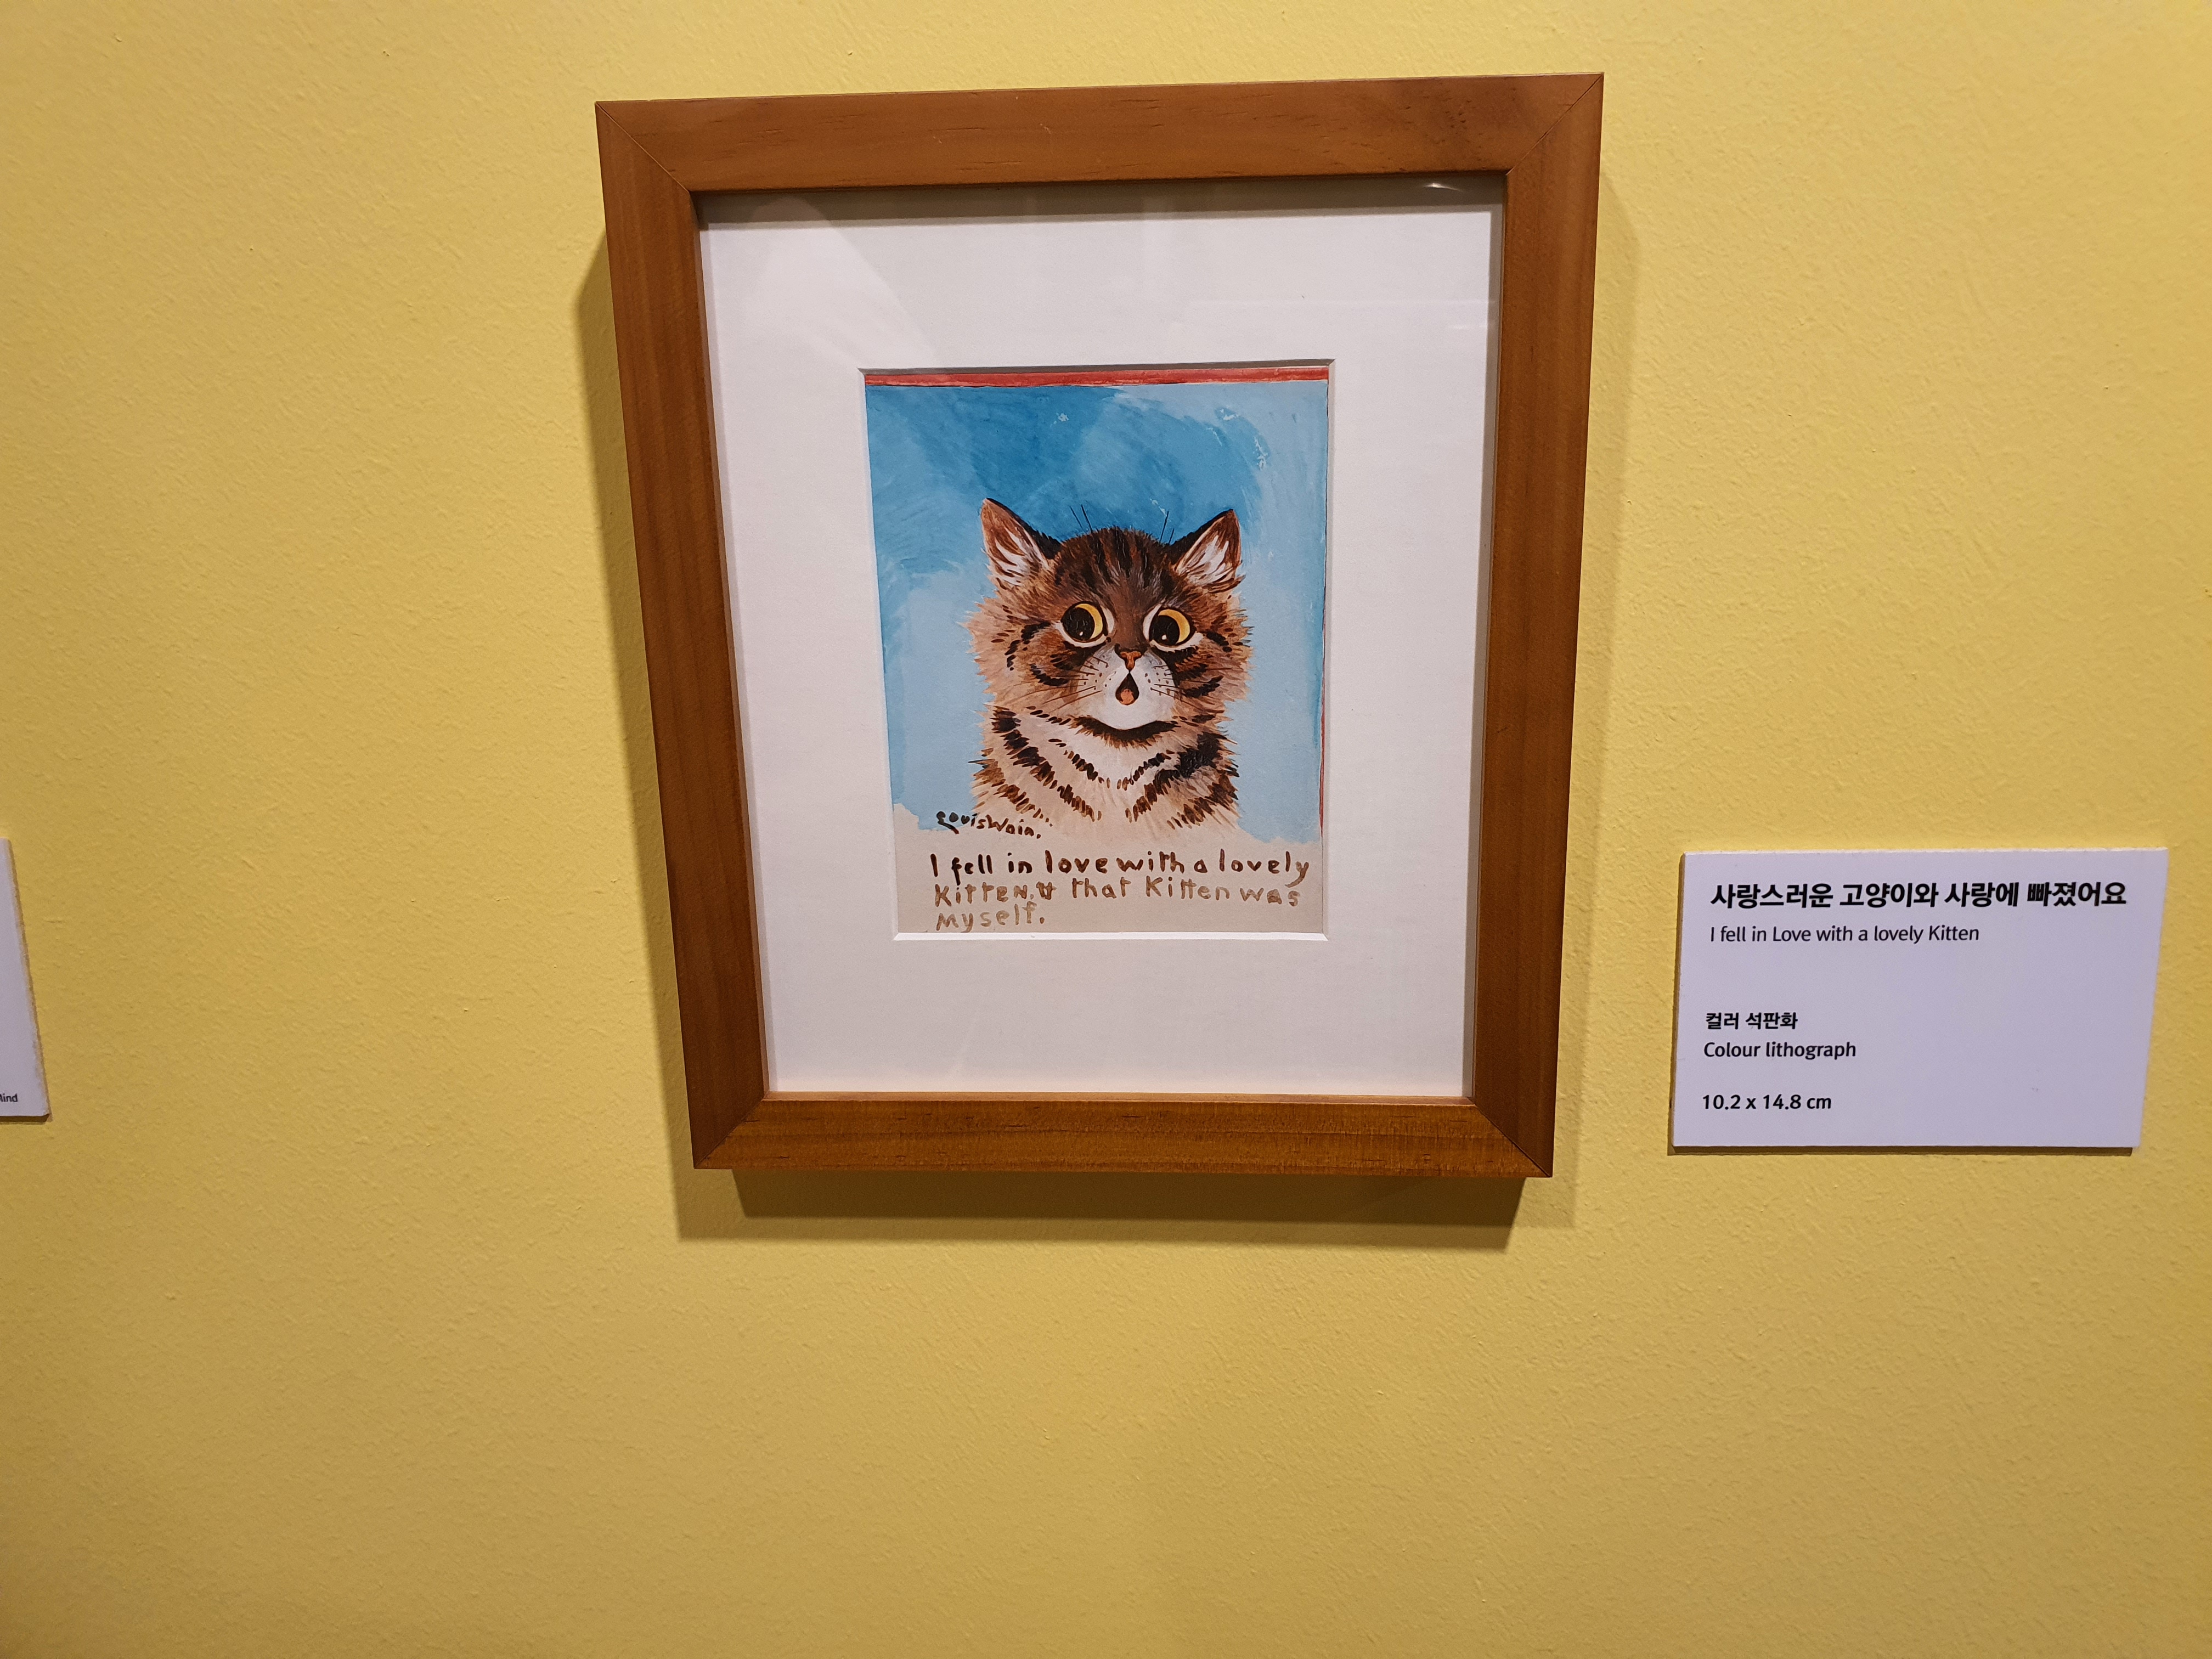 Louis Wain.
I fell in love with a lovely
Kitten, & that Kitten was
Myself.
사랑스러운 고양이와 사랑에 빠졌어요
I fell in Love with a lovely Kitten
컬러 석판화
Colour lithograph
10.2 x 14.8 cm